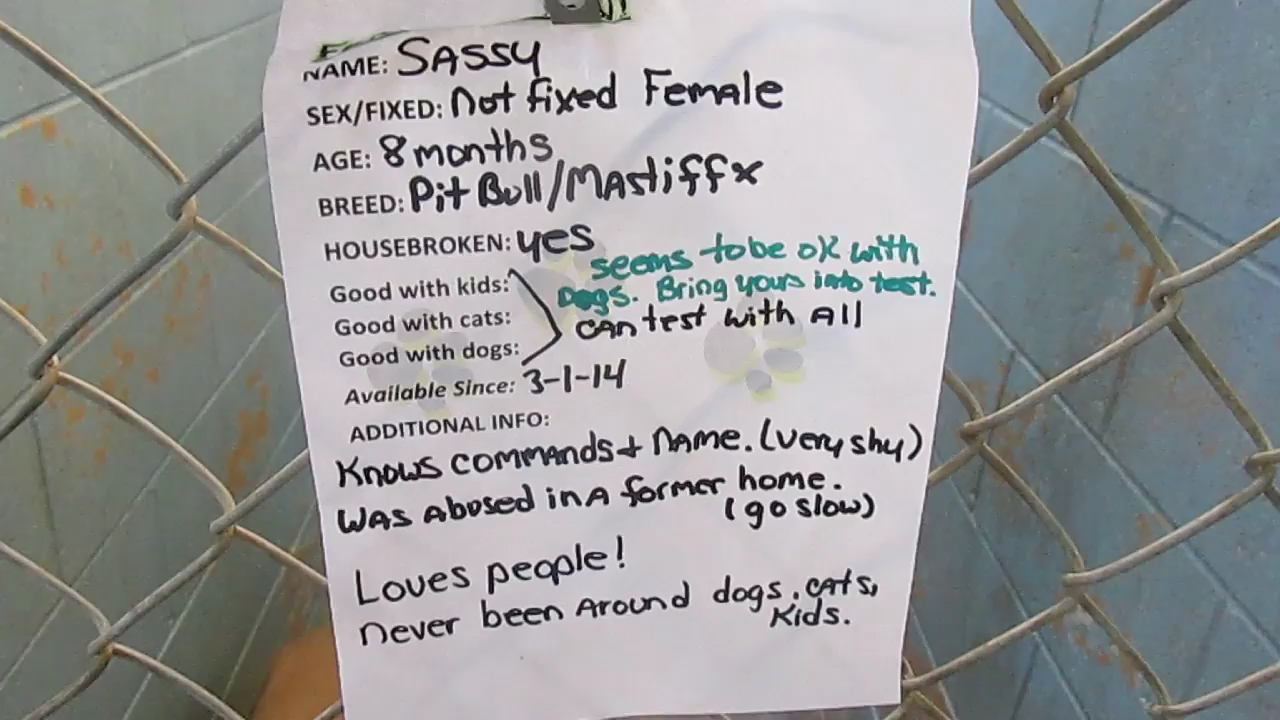 NAME: SASSY
SEX/FIXED: Not fixed Female
AGE: 8 months
BREED: Pit Bull/Mastiff x
HOUSEBROKEN: yes
seems to be ok with
Dogs. Bring yours in to test.
Good with kids:
Good with cats:
Good with dogs:
can test with All
Available Since: 3-1-14
ADDITIONAL INFO:
Knows commands + Name. (very shy)
Was abused in a former home.
(go slow)
Loves people!
Never been around dogs, cats,
Kids.